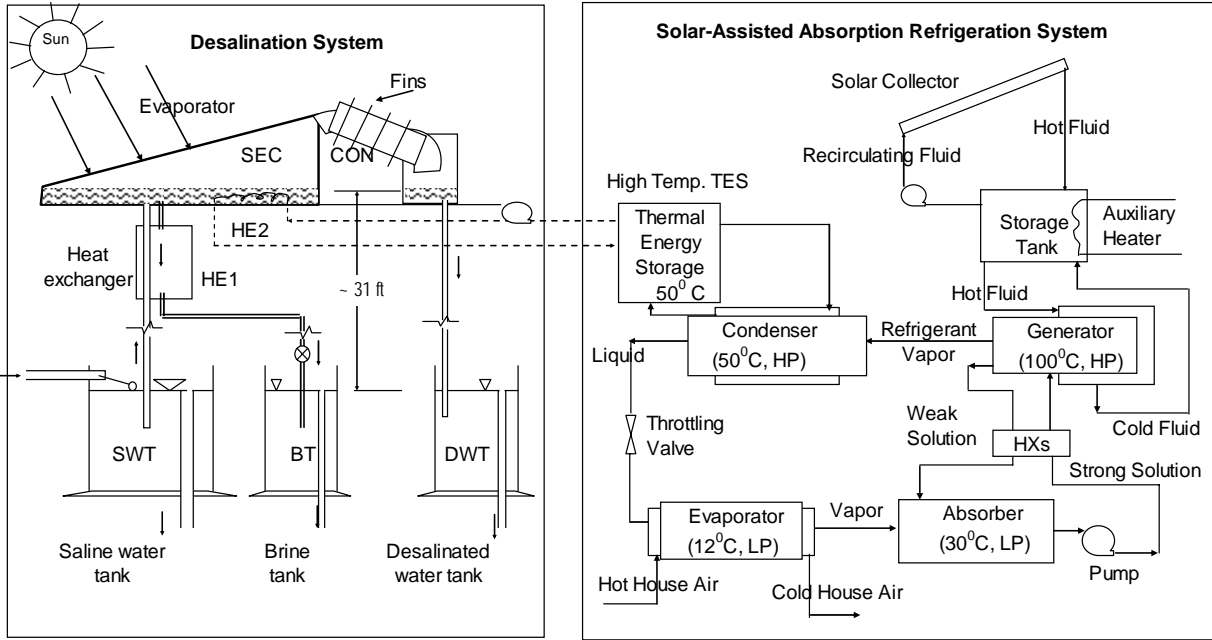 Desalination System
Sun
Evaporator
Fins
SEC
CON
HE2
Heat
exchanger
HE1
~ 31 ft
SWT
BT
DWT
Saline water
tank
Brine
tank
Desalinated
water tank
Solar-Assisted Absorption Refrigeration System
Solar Collector
Hot Fluid
Recirculating Fluid
High Temp. TES
Thermal
Energy
Storage
50⁰ C
Storage
Tank
Auxiliary
Heater
Hot Fluid
Condenser
(50⁰C, HP)
Refrigerant
Vapor
Generator
(100⁰C, HP)
Liquid
Throttling
Valve
Weak
Solution
HXs
Cold Fluid
Strong Solution
Evaporator
(12⁰C, LP)
Vapor
Absorber
(30⁰C, LP)
Pump
Hot House Air
Cold House Air